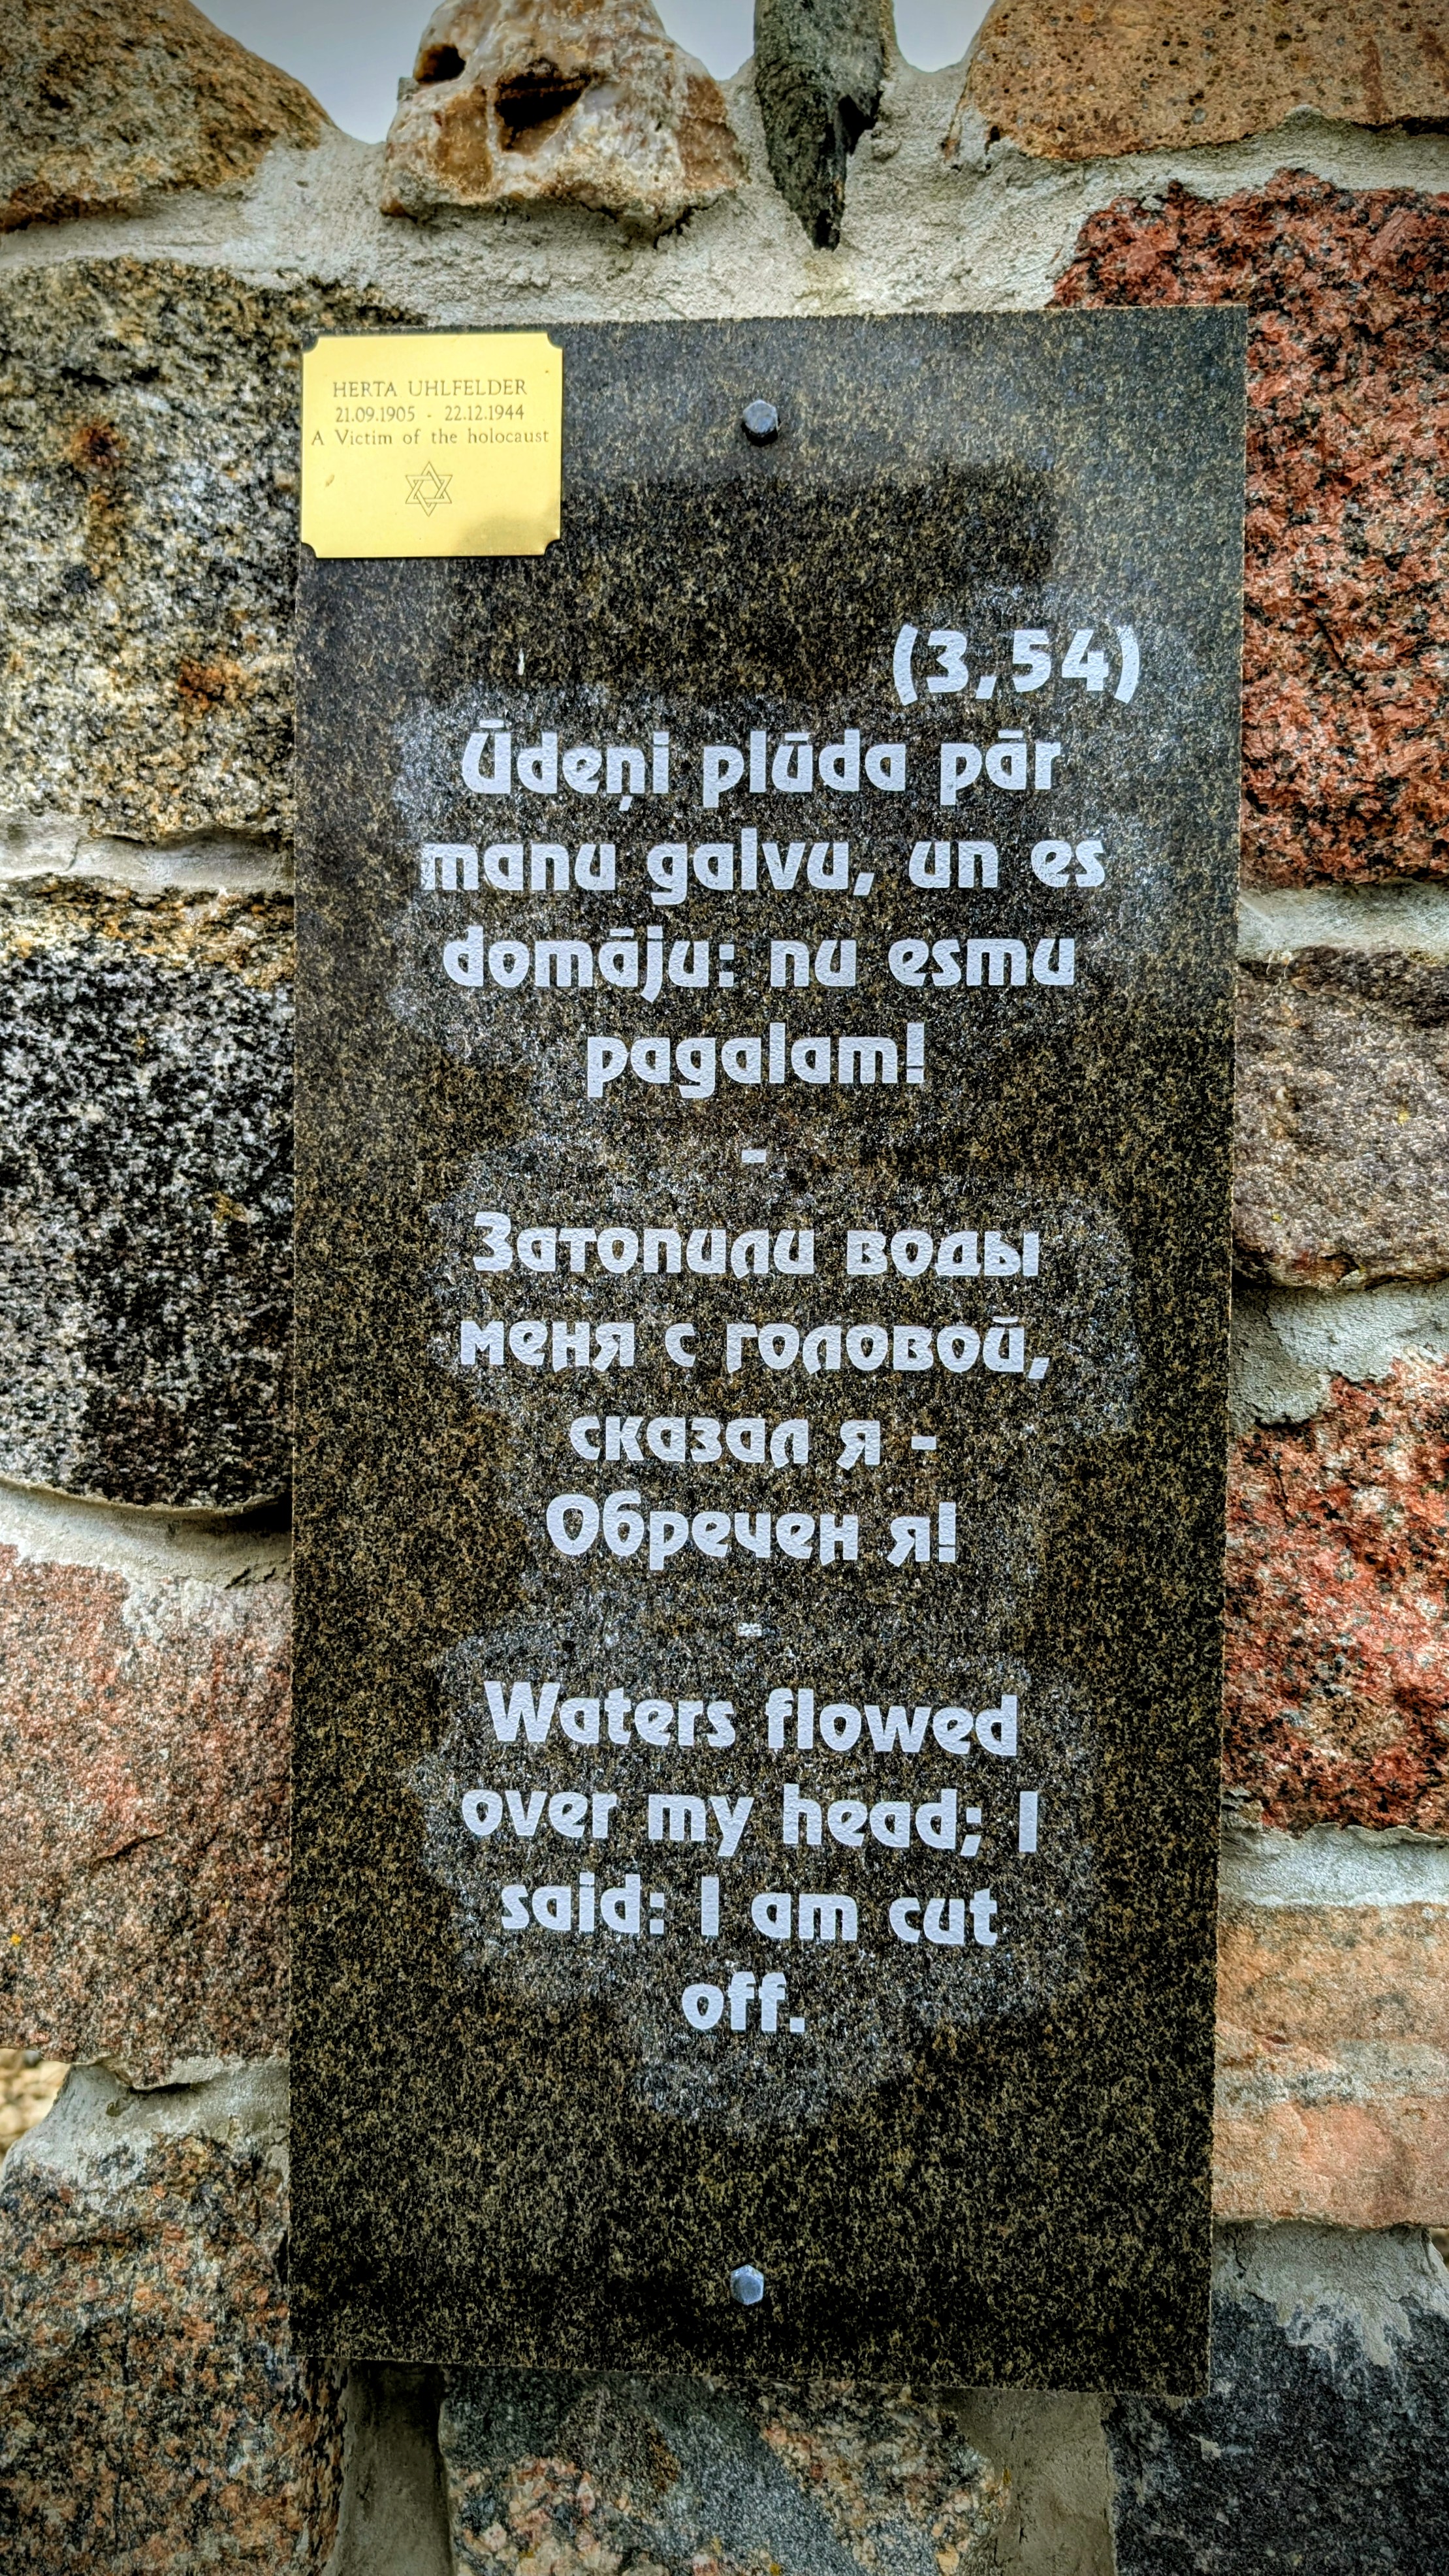 HERTA UHLFELDER
21.09.1905 - 22.12.1944
A Victim of the holocaust
(3,54)
Ūdeņi plūda pār
manu galvu, un es
domāju: nu esmu
pagalam!
-
Затопили воды
меня с головой,
сказал я -
Обречен я!
-
Waters flowed
over my head; I
said: I am cut
off.